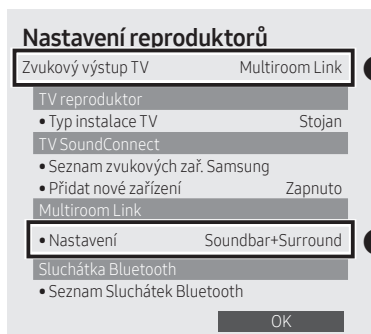 Nastavení reproduktorů
Zvukový výstup TV Multiroom Link
TV reproduktor
• Typ instalace TV Stojan
TV SoundConnect
• Seznam zvukových zař. Samsung
• Přidat nové zařízení Zapnuto
Multiroom Link
• Nastavení Soundbar+Surround
Sluchátka Bluetooth
• Seznam Sluchátek Bluetooth
OK